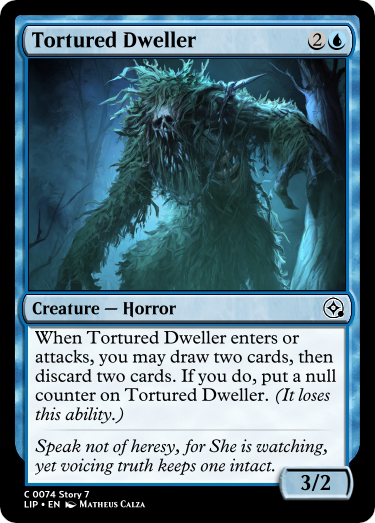 Tortured Dweller 2
Creature — Horror
When Tortured Dweller enters or
attacks, you may draw two cards, then
discard two cards. If you do, put a null
counter on Tortured Dweller. (It loses
this ability.)
Speak not of heresy, for She is watching,
yet voicing truth keeps one intact.
3/2
C 0074 Story 7
LIP • EN Matheus Calza